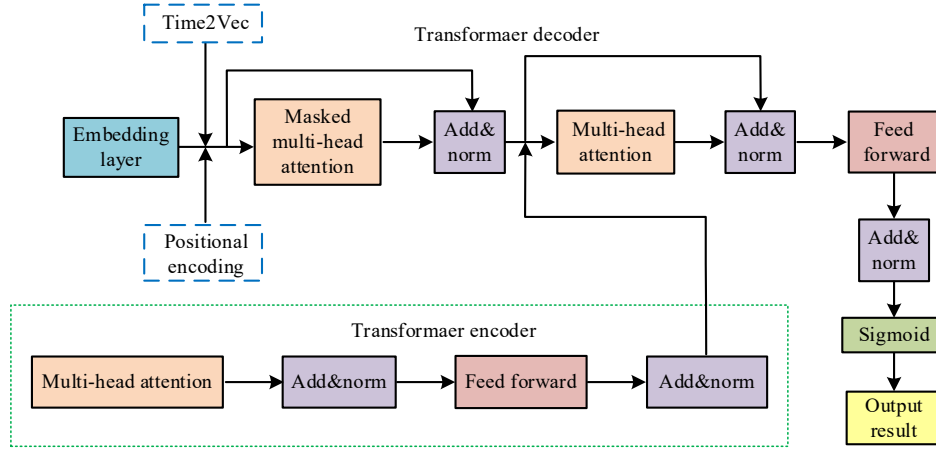 Time2Vec
Transformaer decoder
Embedding
layer
Masked
multi-head
attention
Add&
norm
Multi-head
attention
Add&
norm
Feed
forward
Positional
encoding
Add&
norm
Transformaer encoder
Sigmoid
Multi-head attention
Add&norm
Feed forward
Add&norm
Output
result